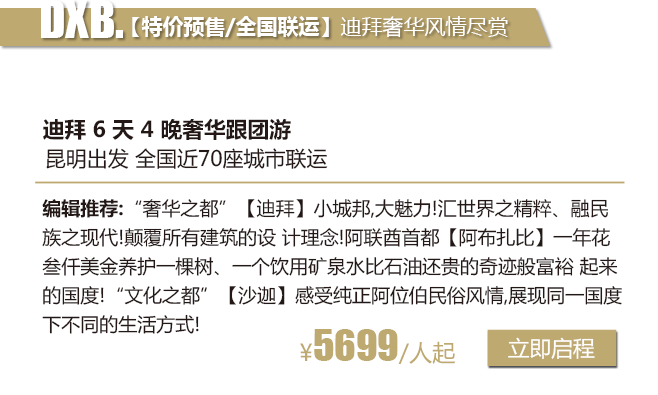 DXB.【特价预售/全国联运】迪拜奢华风情尽赏
迪拜 6 天 4 晚奢华跟团游
昆明出发 全国近70座城市联运
编辑推荐:“奢华之都”【迪拜】小城邦,大魅力!汇世界之精粹、融民
族之现代!颠覆所有建筑的设 计理念!阿联酋首都【阿布扎比】一年花
叁仟美金养护一棵树、一个饮用矿泉水比石油还贵的奇迹般富裕 起来
的国度!“文化之都”【沙迦】感受纯正阿拉伯民俗风情,展现同一国度
下不同的生活方式!
¥5699/人起
立即启程